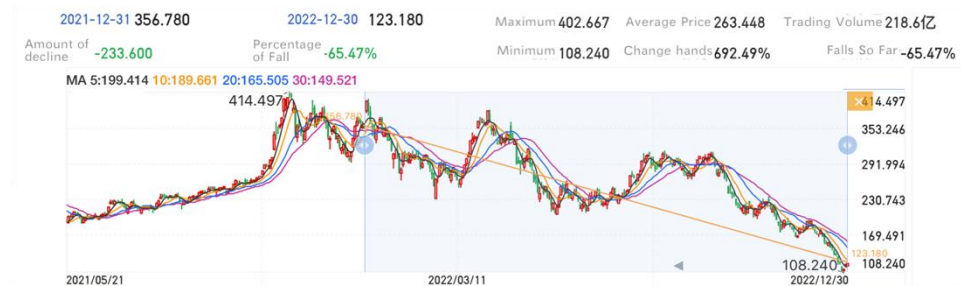 2021-12-31 356.780 2022-12-30 123.180 Maximum 402.667 Average Price 263.448 Trading Volume 218.6亿
Amount of decline -233.600 Percentage of Fall -65.47% Minimum 108.240 Change hands 692.49% Falls So Far -65.47%
MA 5:199.414 10:189.661 20:165.505 30:149.521
414.497
414.497
356.780
353.246
291.994
230.743
169.491
123.180
108.240
108.240
2021/05/21 2022/03/11 2022/12/30